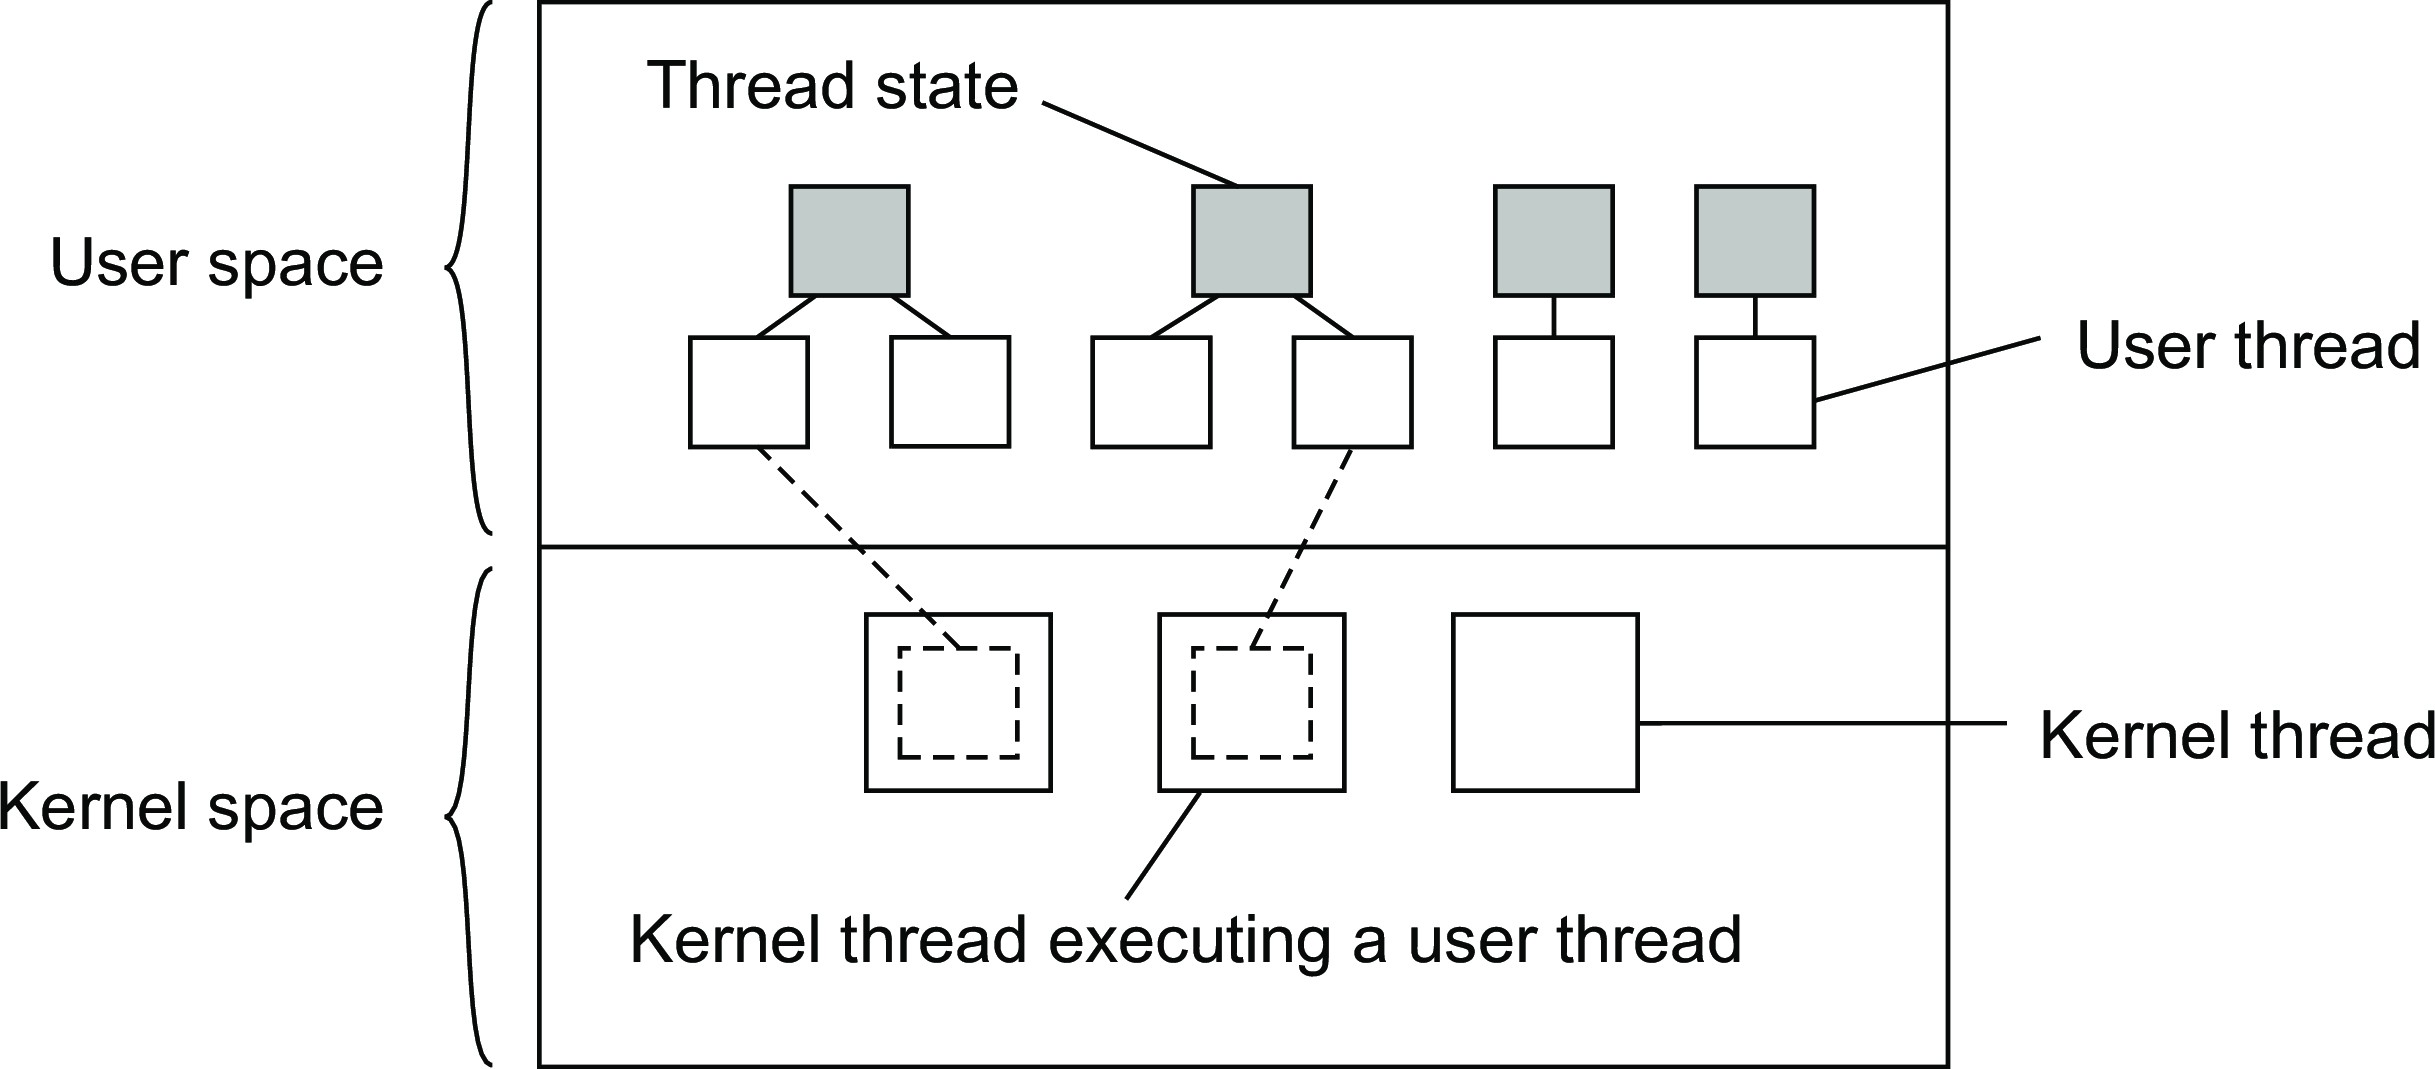 Thread state
User space
User thread
Kernel thread
Kernel space
Kernel thread executing a user thread